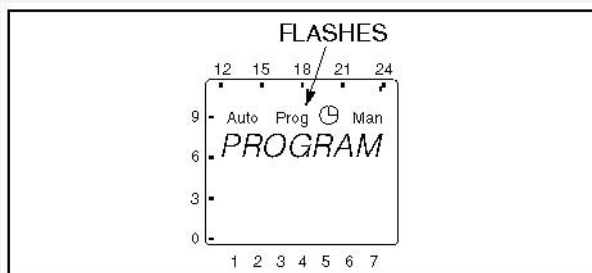 FLASHES
12 15 18 21 24
9 Auto Prog Man
PROGRAM
6
3
0
1 2 3 4 5 6 7